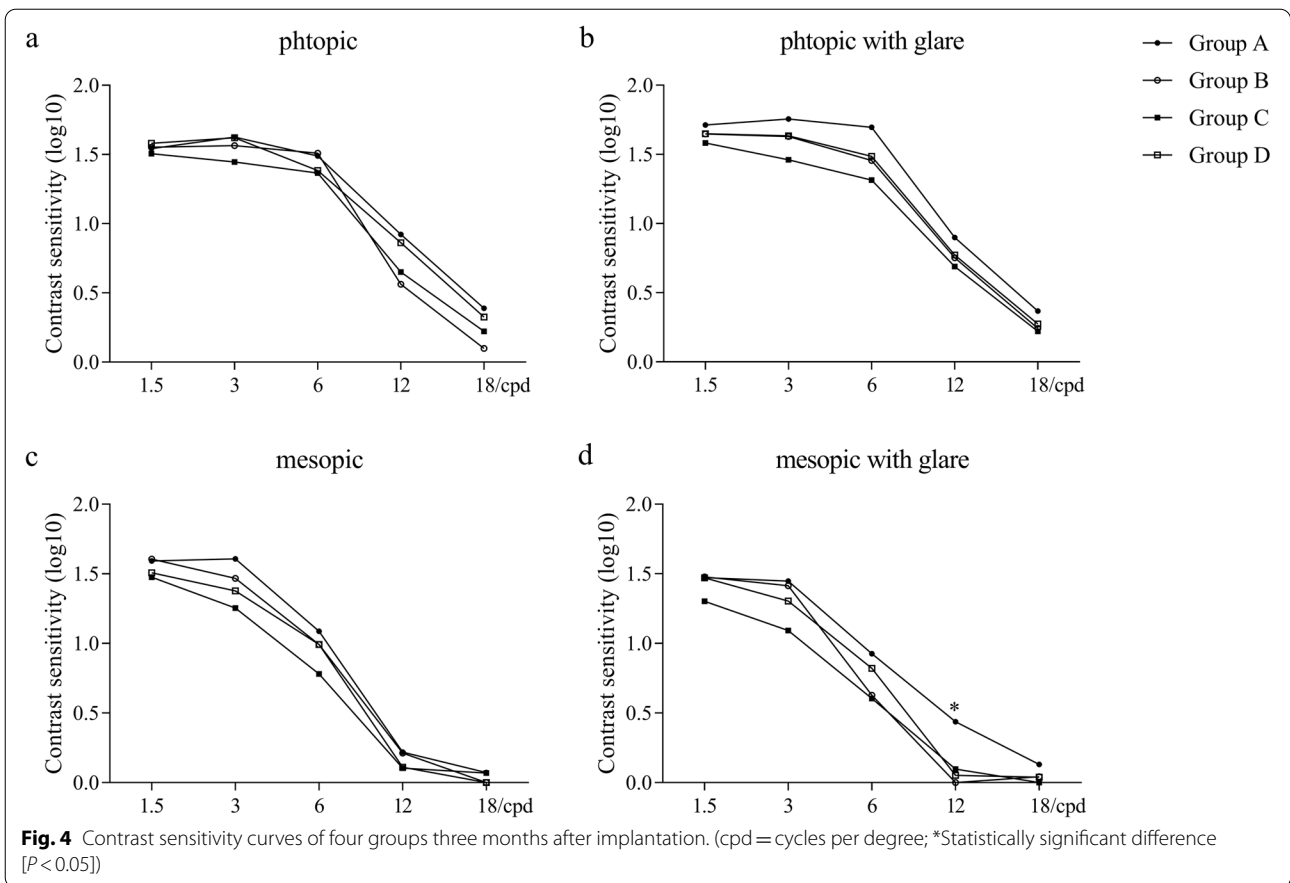 a
phtopic
Contrast sensitivity (log10)
2.0
1.5
1.0
0.5
0.0
1.5 3 6 12 18/cpd
b
phtopic with glare
Contrast sensitivity (log10)
2.0
1.5
1.0
0.5
0.0
1.5 3 6 12 18/cpd
Group A
Group B
Group C
Group D
c
mesopic
Contrast sensitivity (log10)
2.0
1.5
1.0
0.5
0.0
1.5 3 6 12 18/cpd
d
mesopic with glare
Contrast sensitivity (log10)
2.0
1.5
1.0
0.5
0.0
*
1.5 3 6 12 18/cpd
Fig. 4 Contrast sensitivity curves of four groups three months after implantation. (cpd = cycles per degree; *Statistically significant difference
[P < 0.05])